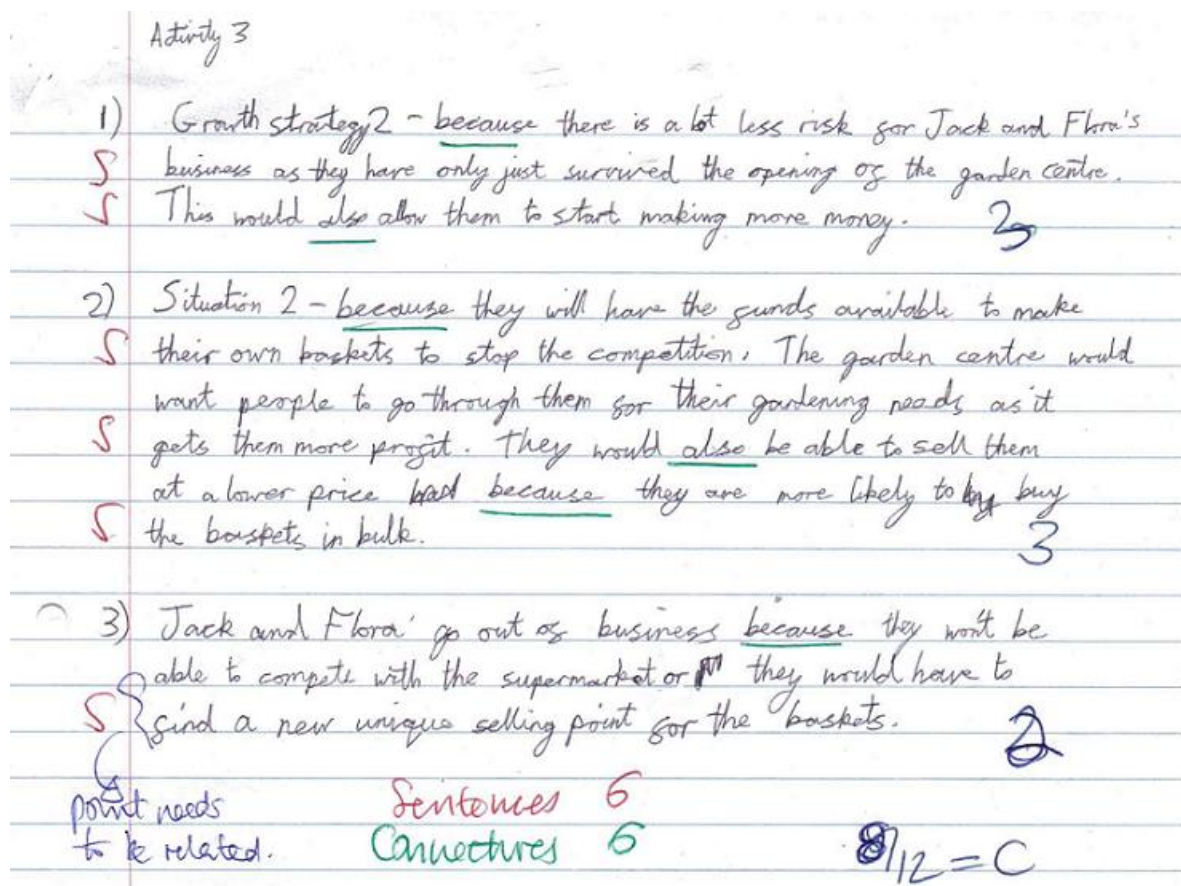 Activity 3
1) Growth strategy 2 - because there is a lot less risk for Jack and Flora's
S business as they have only just survived the opening of the garden centre.
S This would also allow them to start making more money.
2) Situation 2 - because they will have the funds available to make
S their own baskets to stop the competition. The garden centre would
want people to go through them for their gardening needs as it
S gets them more profit. They would also be able to sell them
at a lower price because they are more likely to buy
S the baskets in bulk. 3
3) Jack and Flora go out of business because they won't be
able to compete with the supermarket or they would have to
S find a new unique selling point for the baskets. 2
point needs Sentences 6
to be related. Connectives 6 8/12 = C